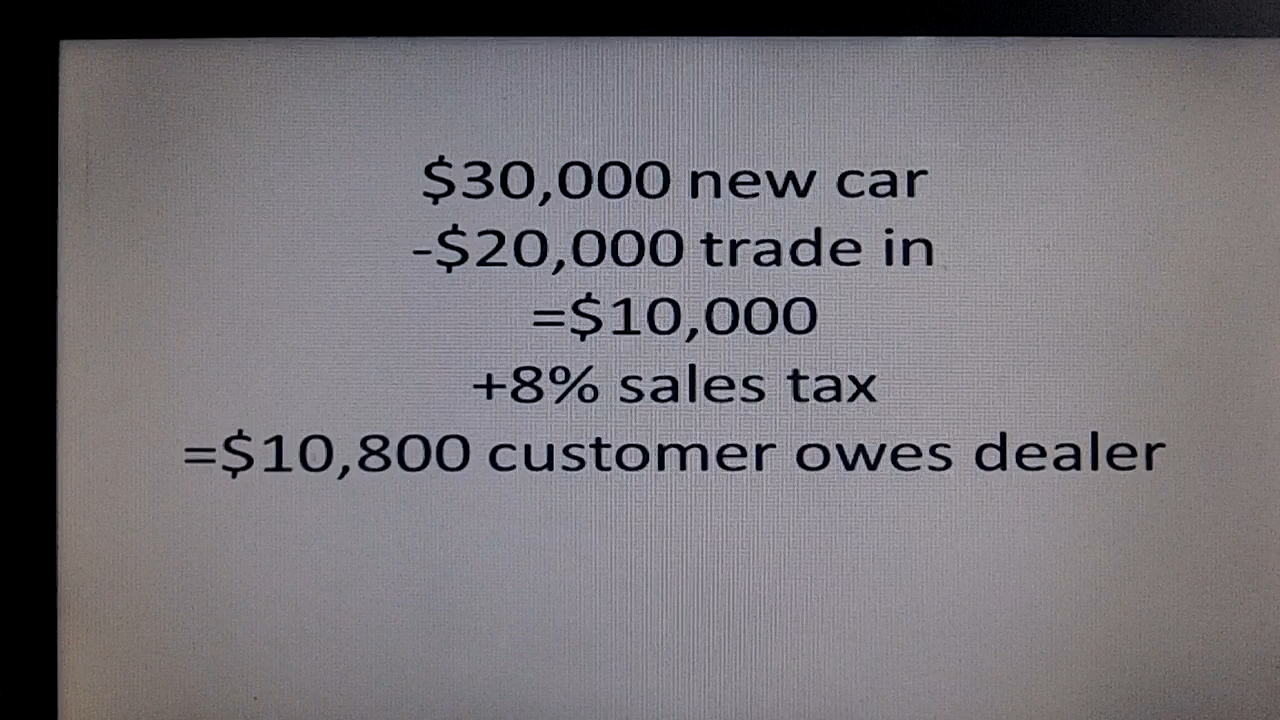 $30,000 new car
-$20,000 trade in
=$10,000
+8% sales tax
=$10,800 customer owes dealer